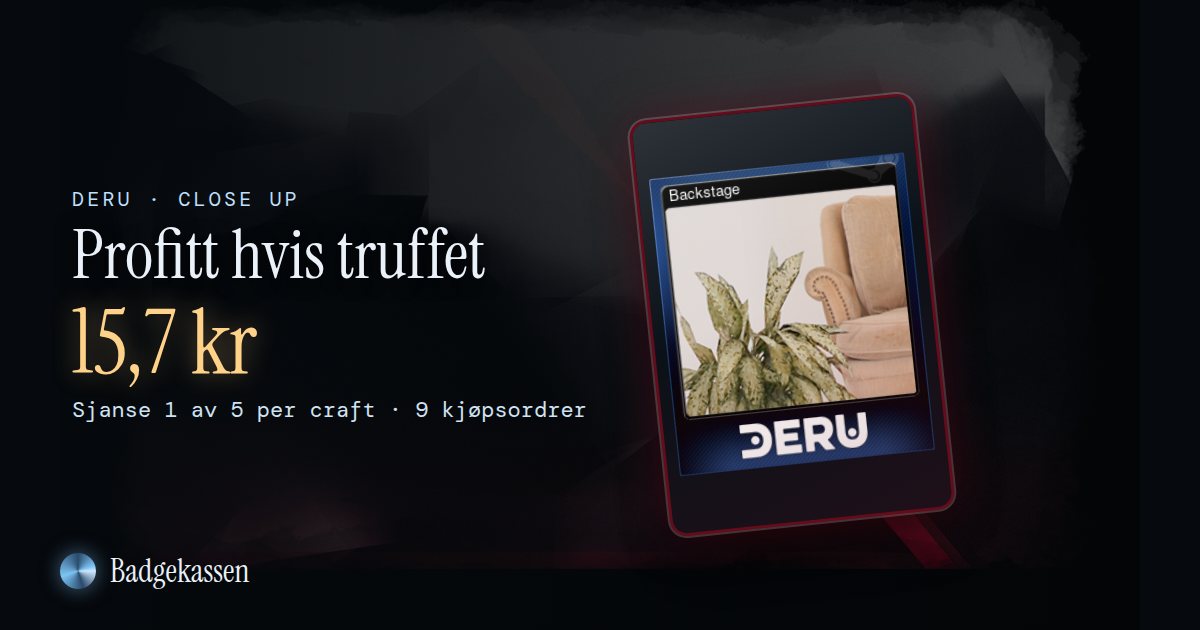 DERU · CLOSE UP
Profitt hvis truffet
15,7 kr
Sjanse 1 av 5 per craft · 9 kjøpsordrer
Backstage
DERU
Badgekassen